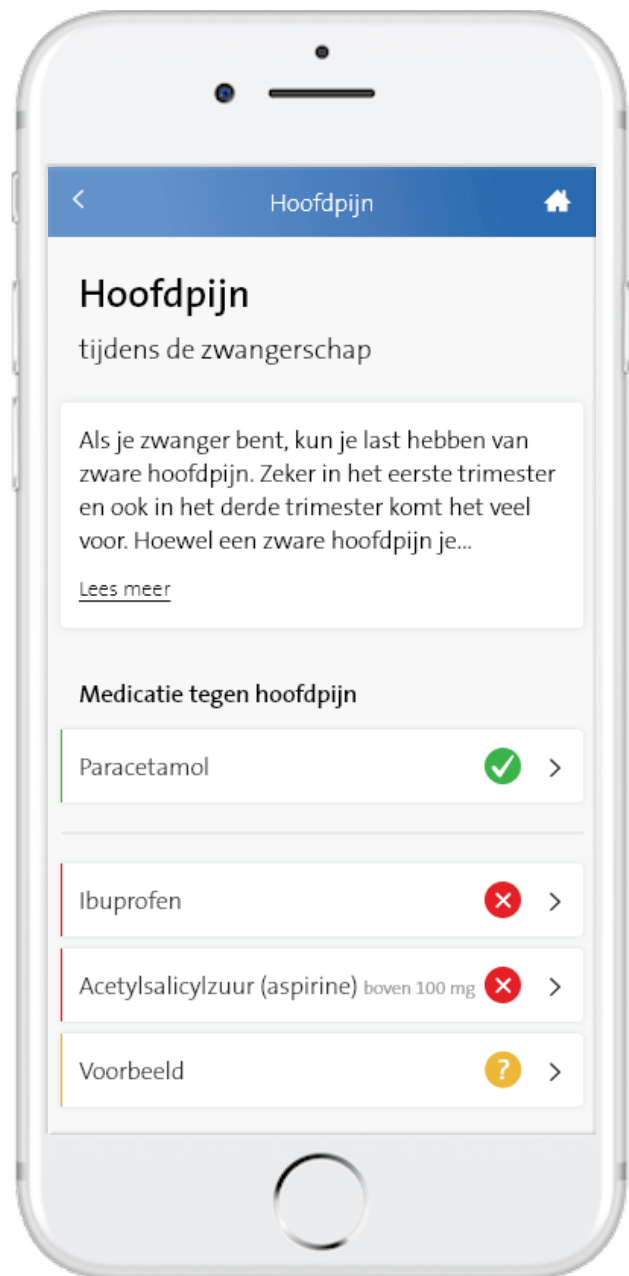 Hoofdpijn
Hoofdpijn
tijdens de zwangerschap
Als je zwanger bent, kun je last hebben van
zware hoofdpijn. Zeker in het eerste trimester
en ook in het derde trimester komt het veel
voor. Hoewel een zware hoofdpijn je...
Lees meer
Medicatie tegen hoofdpijn
Paracetamol
Ibuprofen
Acetylsalicylzuur (aspirine) boven 100 mg
Voorbeeld
?